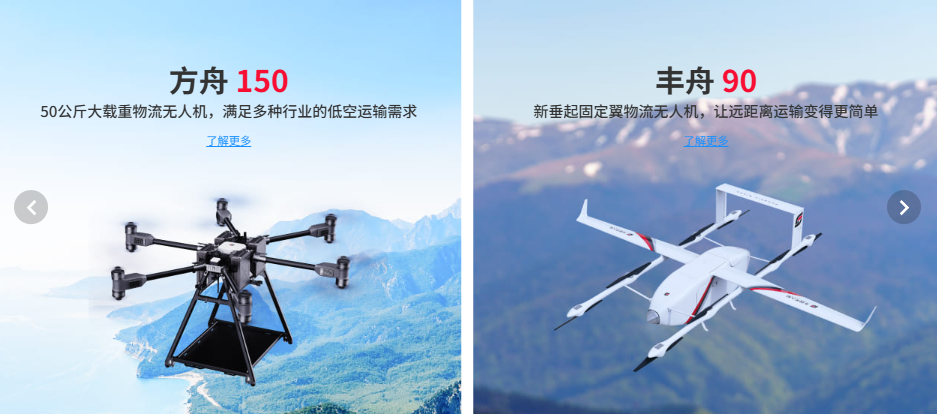 方舟 150
50公斤大载重物流无人机，满足多种行业的低空运输需求
了解更多
丰舟 90
新垂起固定翼物流无人机，让远距离运输变得更简单
了解更多